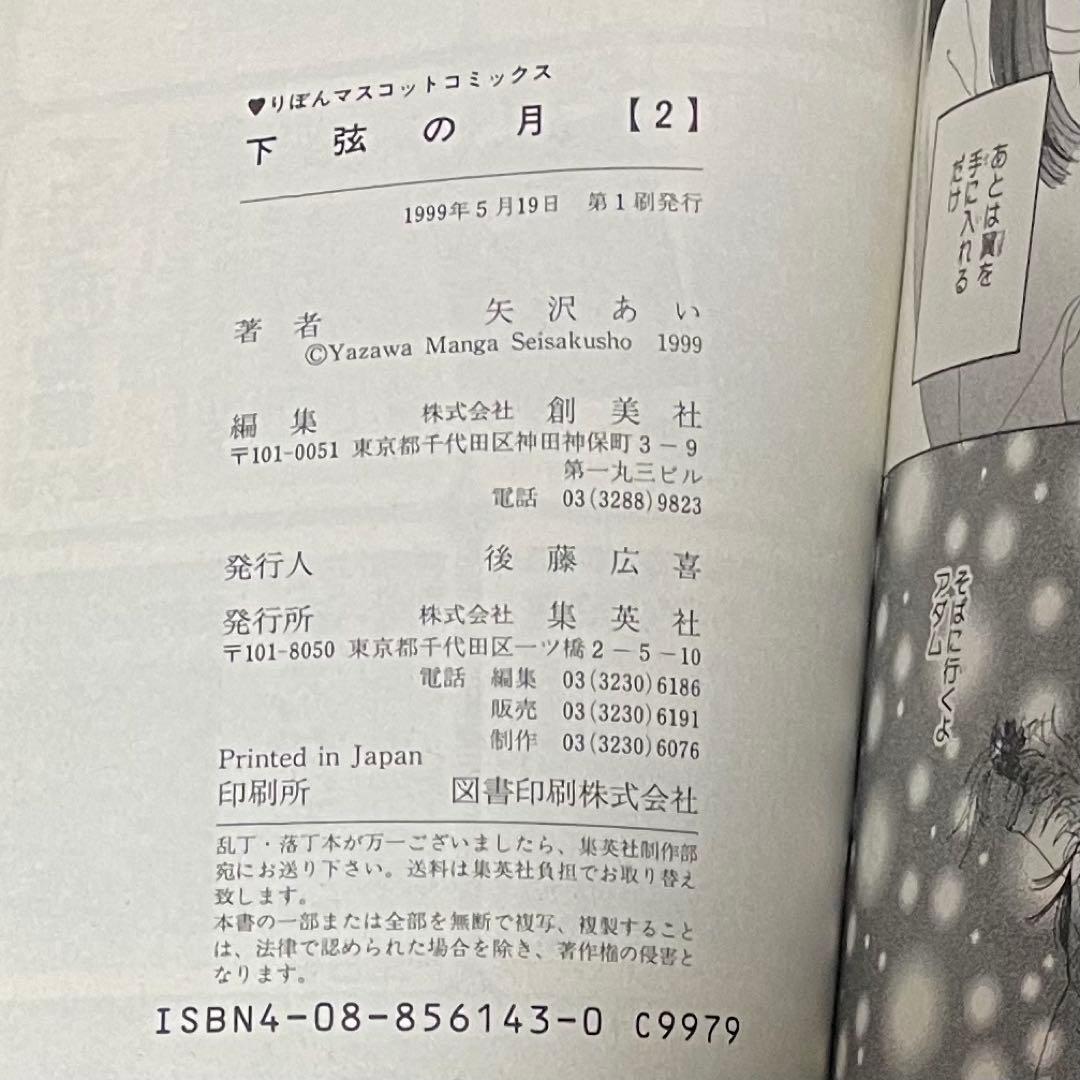 ♥りぼんマスコットコミックス
下弦の月【2】
1999年5月19日 第1刷発行
著者 矢沢あい
©Yazawa Manga Seisakusho 1999
編集 株式会社 創美社
〒101-0051 東京都千代田区神田神保町3-9
第一丸三ビル
電話 03(3288)9823
発行人 後藤広喜
発行所 株式会社 集英社
〒101-8050 東京都千代田区一ツ橋2-5-10
電話 編集 03(3230)6186
販売 03(3230)6191
制作 03(3230)6076
Printed in Japan
印刷所 図書印刷株式会社
乱丁・落丁本が万一ございましたら、集英社制作部
宛にお送り下さい。送料は集英社負担でお取り替え
致します。
本書の一部または全部を無断で複写、複製すること
は、法律で認められた場合を除き、著作権の侵害と
なります。
ISBN4-08-856143-0 C9979
あとは翼を
手に入れる
だけ
そばに行くよ
アダム